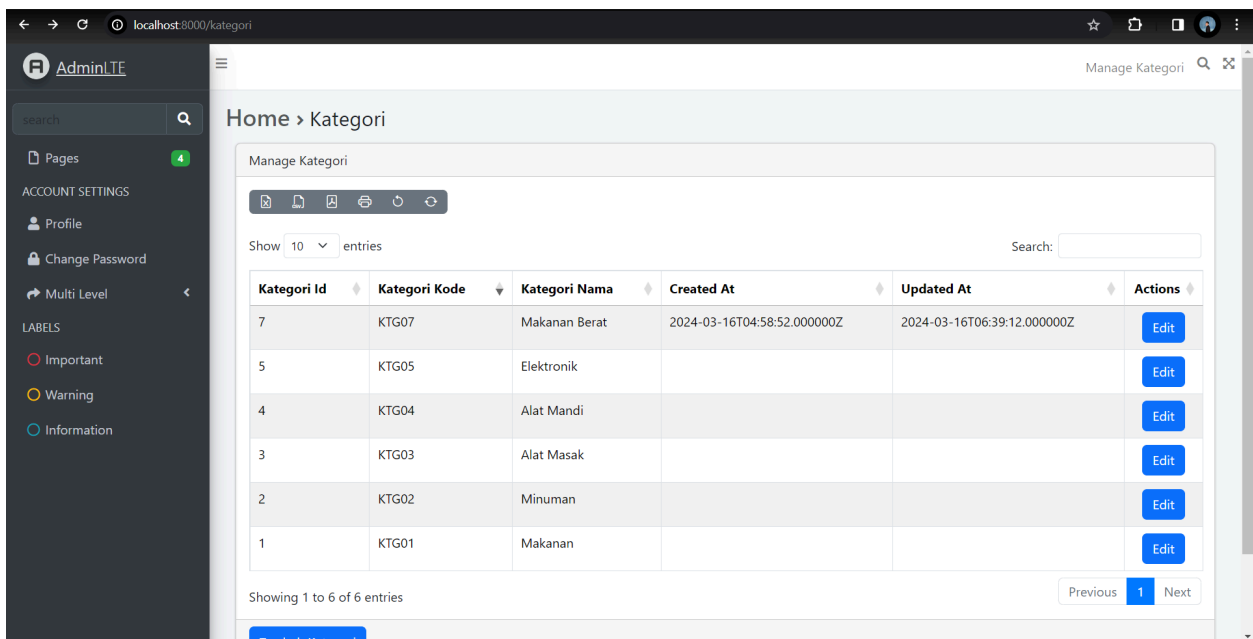 localhost:8000/kategori
AdminLTE
Manage Kategori
search
Home › Kategori
Pages 4
Manage Kategori
ACCOUNT SETTINGS
Profile
Show 10 entries Search:
Change Password
Kategori Id Kategori Kode Kategori Nama Created At Updated At Actions
Multi Level
7 KTG07 Makanan Berat 2024-03-16T04:58:52.000000Z 2024-03-16T06:39:12.000000Z Edit
LABELS
5 KTG05 Elektronik Edit
Important
Warning
4 KTG04 Alat Mandi Edit
Information
3 KTG03 Alat Masak Edit
2 KTG02 Minuman Edit
1 KTG01 Makanan Edit
Showing 1 to 6 of 6 entries
Previous 1 Next